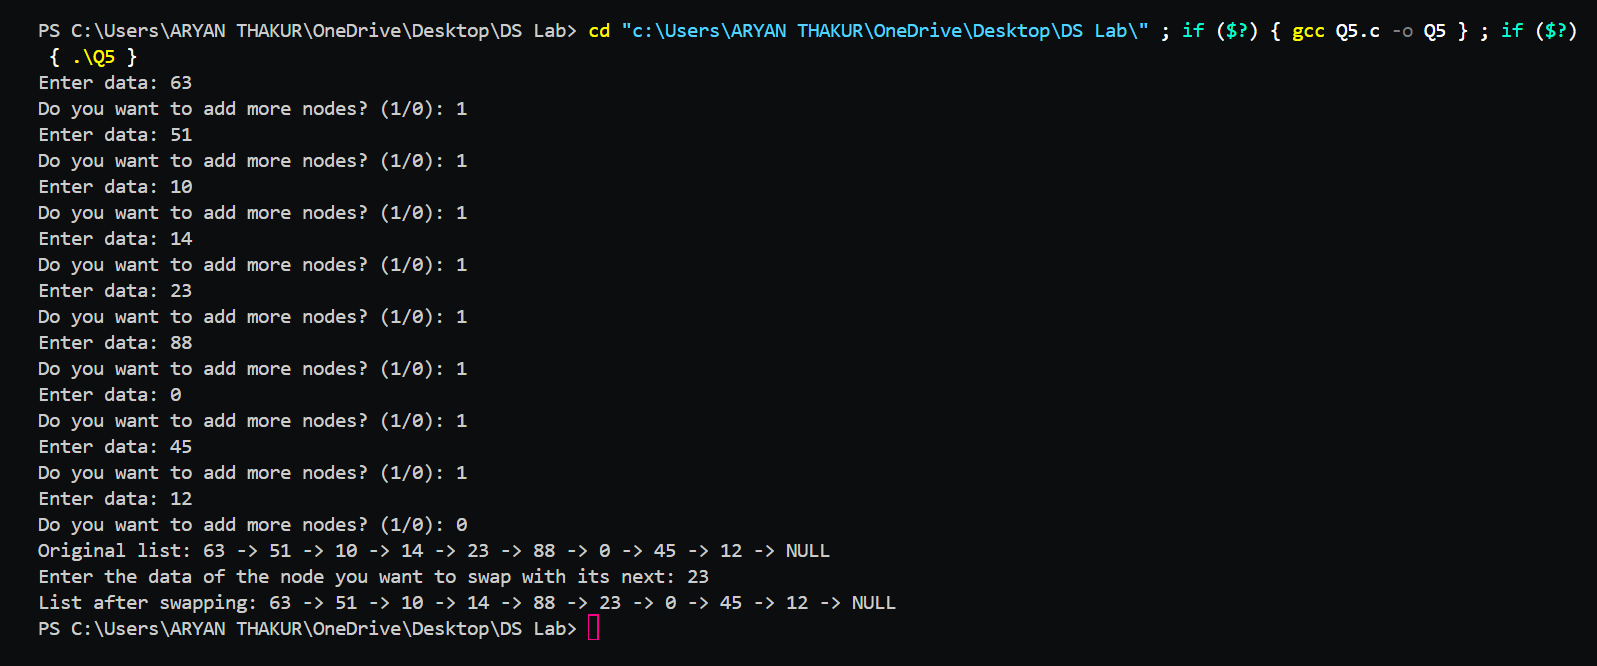 PS C:\Users\ARYAN THAKUR\OneDrive\Desktop\DS Lab> cd "c:\Users\ARYAN THAKUR\OneDrive\Desktop\DS Lab\" ; if ($?) { gcc Q5.c -o Q5 } ; if ($?)
{ .\Q5 }
Enter data: 63
Do you want to add more nodes? (1/0): 1
Enter data: 51
Do you want to add more nodes? (1/0): 1
Enter data: 10
Do you want to add more nodes? (1/0): 1
Enter data: 14
Do you want to add more nodes? (1/0): 1
Enter data: 23
Do you want to add more nodes? (1/0): 1
Enter data: 88
Do you want to add more nodes? (1/0): 1
Enter data: 0
Do you want to add more nodes? (1/0): 1
Enter data: 45
Do you want to add more nodes? (1/0): 1
Enter data: 12
Do you want to add more nodes? (1/0): 0
Original list: 63 -> 51 -> 10 -> 14 -> 23 -> 88 -> 0 -> 45 -> 12 -> NULL
Enter the data of the node you want to swap with its next: 23
List after swapping: 63 -> 51 -> 10 -> 14 -> 88 -> 23 -> 0 -> 45 -> 12 -> NULL
PS C:\Users\ARYAN THAKUR\OneDrive\Desktop\DS Lab>